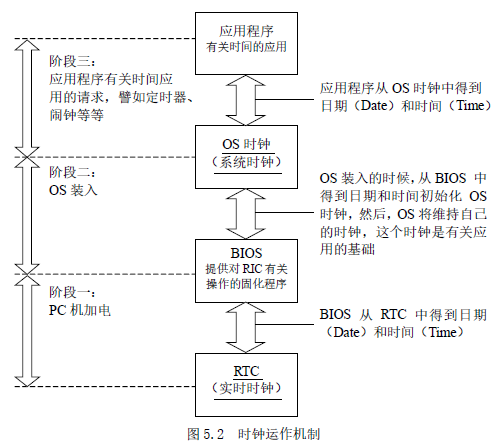 应用程序
有关时间的应用
阶段三：
应用程序有关时间应
用的请求，譬如定时器、
闹钟等等
应用程序从 OS 时钟中得到
日期（Date）和时间（Time）
OS 时钟
（系统时钟）
阶段二：
OS 装入
OS 装入的时候，从 BIOS 中
得到日期和时间初始化 OS
时钟，然后，OS 将维持自己
的时钟，这个时钟是有关应
用的基础
BIOS
提供对 RIC 有关
操作的固化程序
阶段一：
PC 机加电
BIOS 从 RTC 中得到日期
（Date）和时间（Time）
RTC
（实时时钟）
图 5.2 时钟运作机制